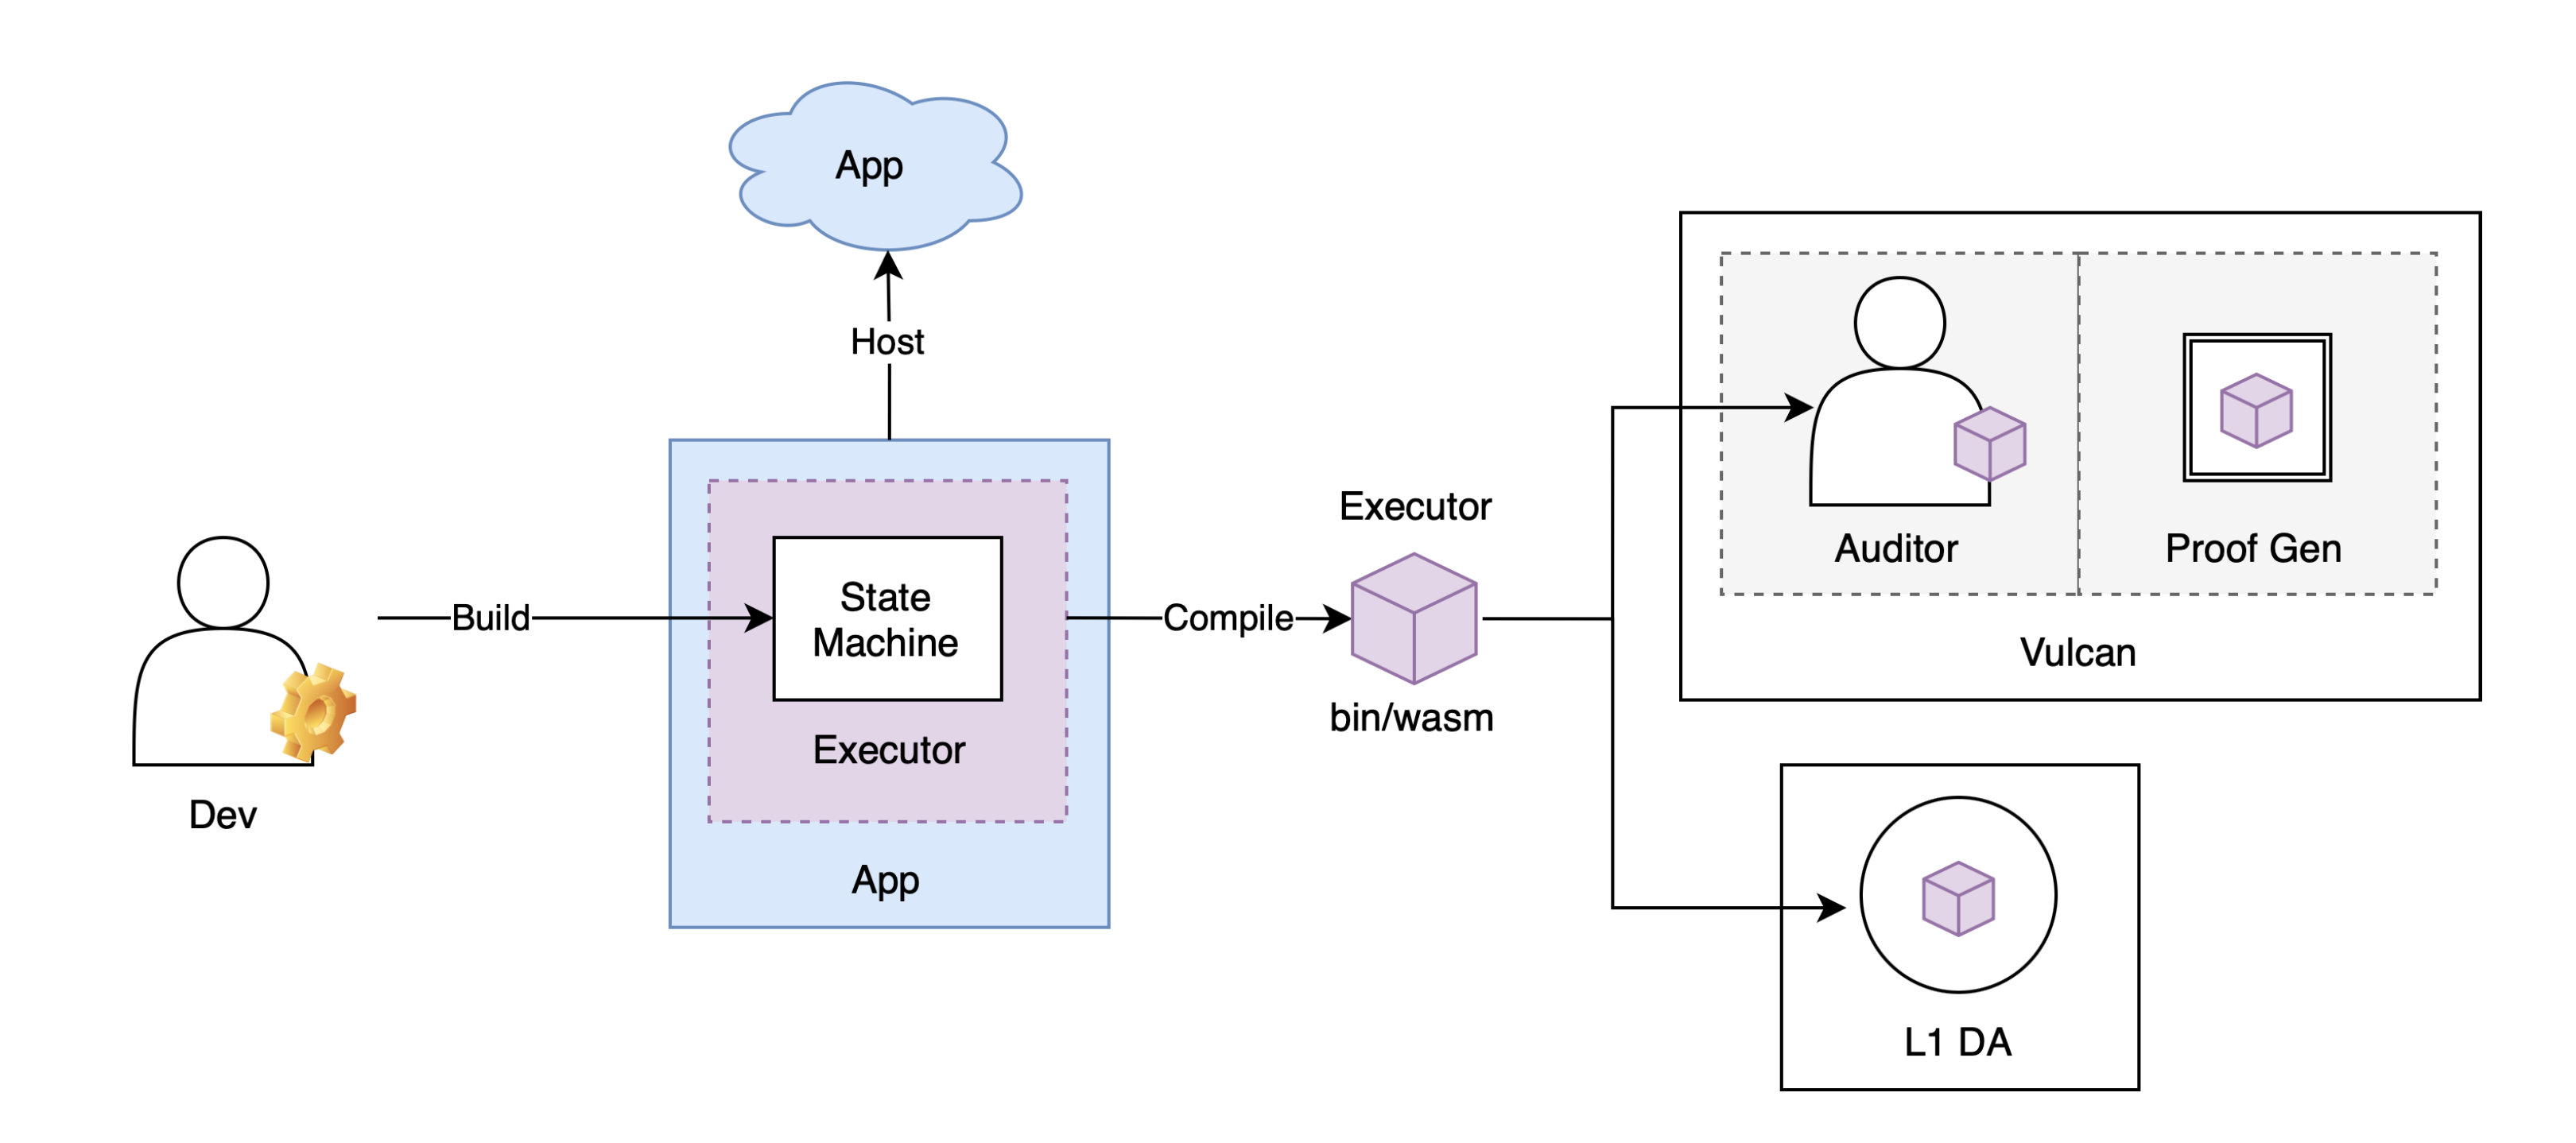 App
Host
Build
State
Machine
Executor
App
Dev
Compile
Executor
bin/wasm
Auditor
Proof Gen
Vulcan
L1 DA